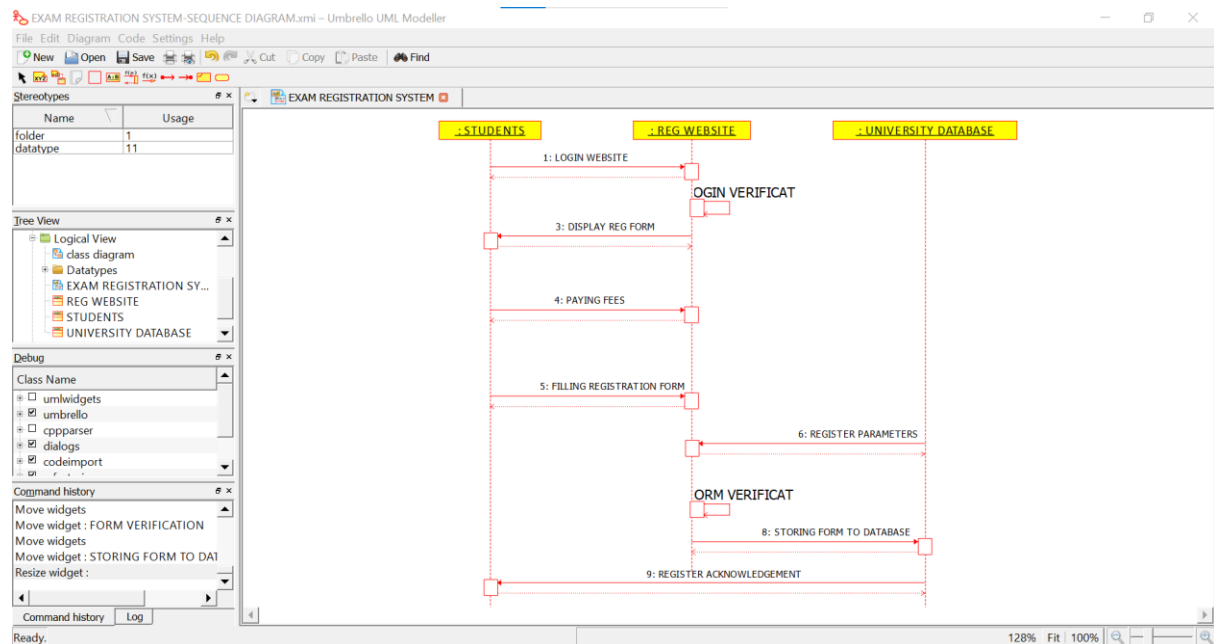 EXAM REGISTRATION SYSTEM-SEQUENCE DIAGRAM.xmi – Umbrello UML Modeller
File Edit Diagram Code Settings Help
New Open Save Cut Copy Paste Find
Stereotypes
Name Usage
folder 1
datatype 11
Tree View
Logical View
class diagram
Datatypes
EXAM REGISTRATION SY...
REG WEBSITE
STUDENTS
UNIVERSITY DATABASE
Debug
Class Name
umlwidgets
umbrello
cppparser
dialogs
codeimport
Command history
Move widgets
Move widget : FORM VERIFICATION
Move widgets
Move widget : STORING FORM TO DAT
Resize widget :
Command history Log
EXAM REGISTRATION SYSTEM
: STUDENTS : REG WEBSITE : UNIVERSITY DATABASE
1: LOGIN WEBSITE
OGIN VERIFICAT
3: DISPLAY REG FORM
4: PAYING FEES
5: FILLING REGISTRATION FORM
6: REGISTER PARAMETERS
ORM VERIFICAT
8: STORING FORM TO DATABASE
9: REGISTER ACKNOWLEDGEMENT
Ready. 128% Fit 100%